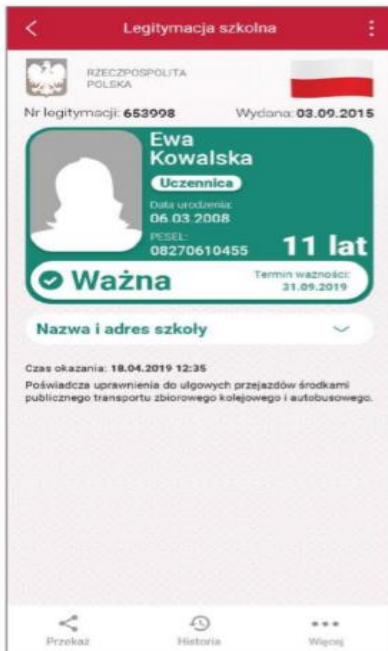 Legitymacja szkolna
RZECZPOSPOLITA
POLSKA
Nr legitymacji: 653998 Wydana: 03.09.2015
Ewa
Kowalska
Uczennica
Data urodzenia:
06.03.2008
PESEL:
08270610455
11 lat
Ważna
Termin ważności:
31.09.2019
Nazwa i adres szkoły
Czas okazania: 18.04.2019 12:35
Poświadcza uprawnienia do ulgowych przejazdów środkami
publicznego transportu zbiorowego kolejowego i autobusowego.
Przekaż Historia Więcej